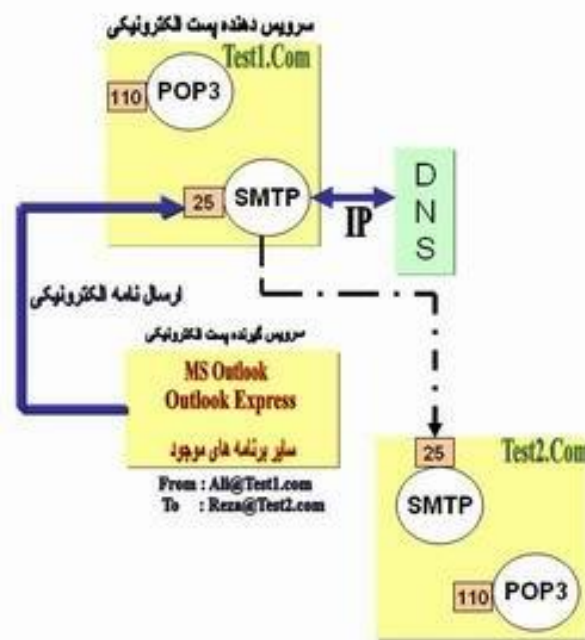 سرویس دهنده پست الکترونیکی
Test1.Com
110
POP3
25
SMTP
IP
DNS
ارسال نامه الکترونیکی
سرویس گیرنده پست الکترونیکی
MS Outlook
Outlook Express
سایر برنامه های موجود
From : Ali@Test1.com
To : Reza@Test2.com
25
Test2.Com
SMTP
110
POP3